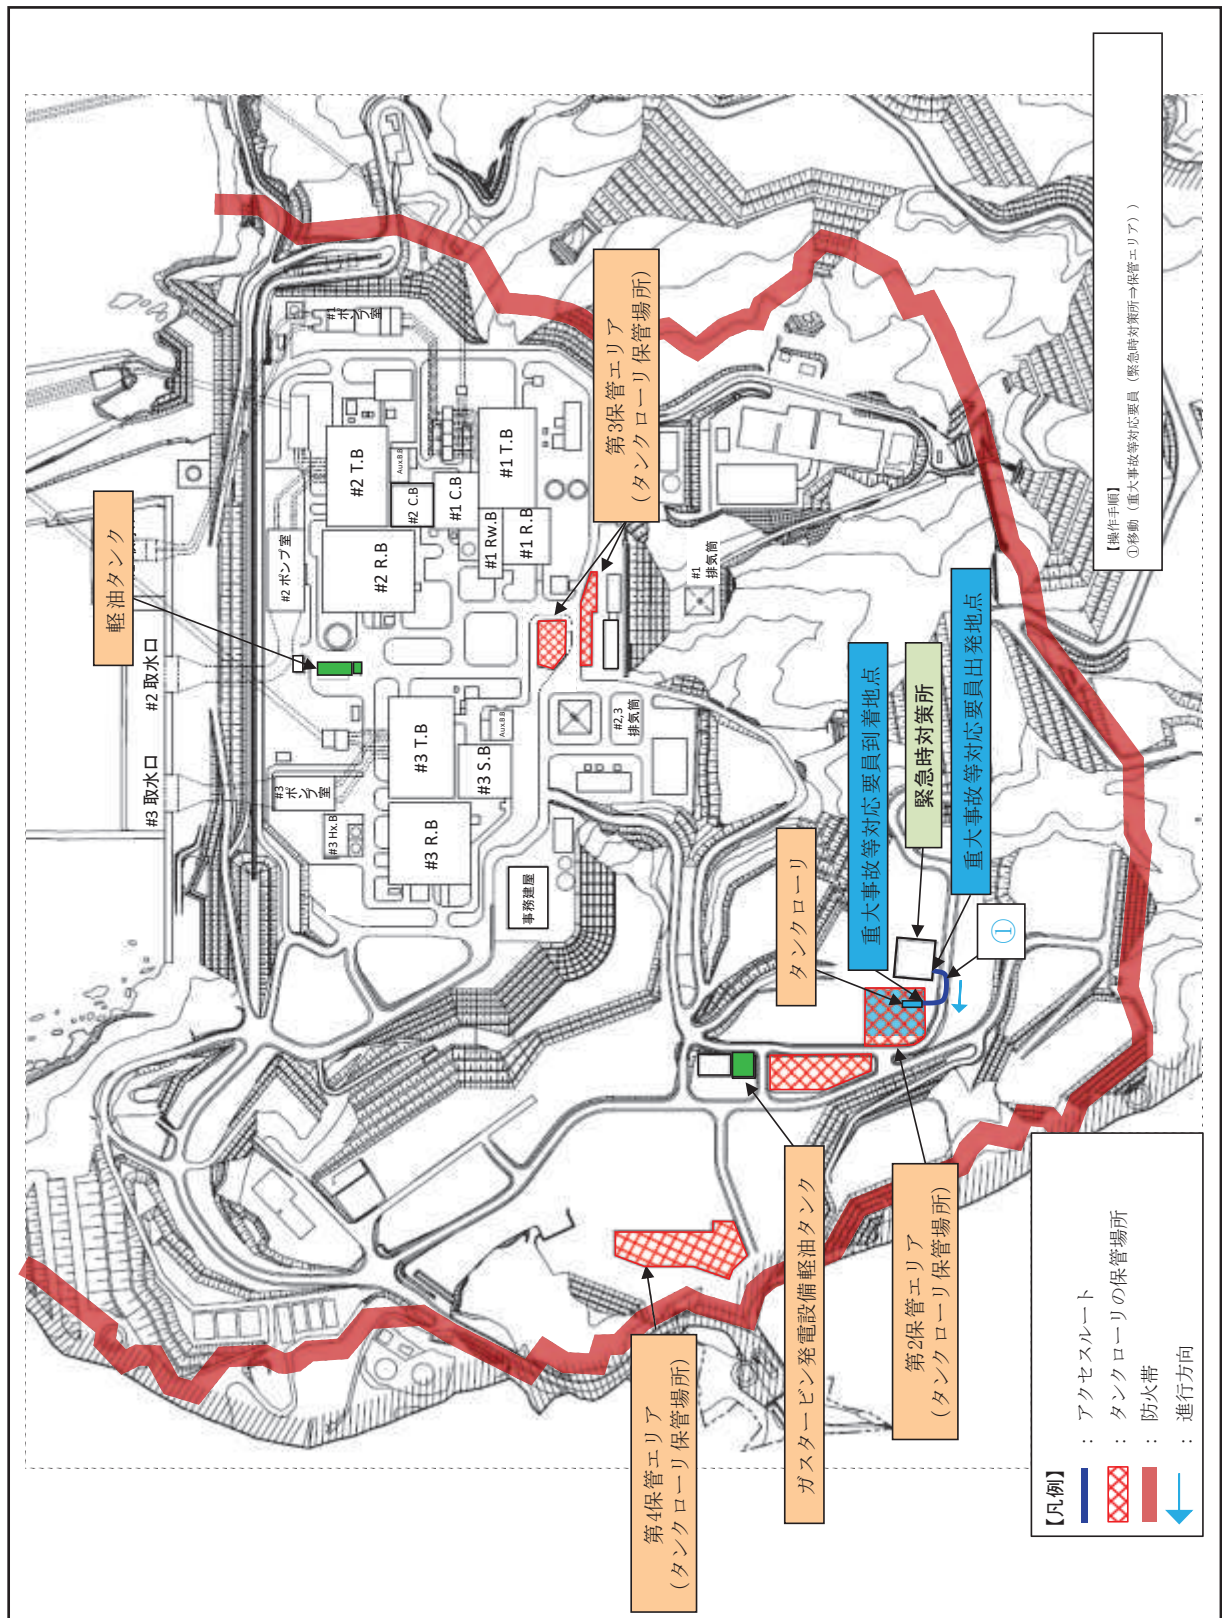 #3 取水口
#2 取水口
軽油タンク
#3
ポンプ
室
#2 ポンプ室
#1
ポンプ室
#3 Hx.B
#3 R.B
#3 T.B
#3 S.B
Aux.B.B
#2 R.B
#2 T.B
Aux.B.B
#2 C.B
#1 C.B
#1 T.B
#1 Rw.B
#1 R.B
事務建屋
#2,3
排気筒
#1
排気筒
第3保管エリア
(タンクローリ保管場所)
タンクローリ
重大事故等対応要員到着地点
緊急時対策所
重大事故等対応要員出発地点
①
第4保管エリア
(タンクローリ保管場所)
ガスタービン発電設備軽油タンク
第2保管エリア
(タンクローリ保管場所)
【凡例】
: アクセスルート
: タンクローリの保管場所
: 防火帯
: 進行方向
【操作手順】
①移動(重大事故等対応要員(緊急時対策所⇒保管エリア))